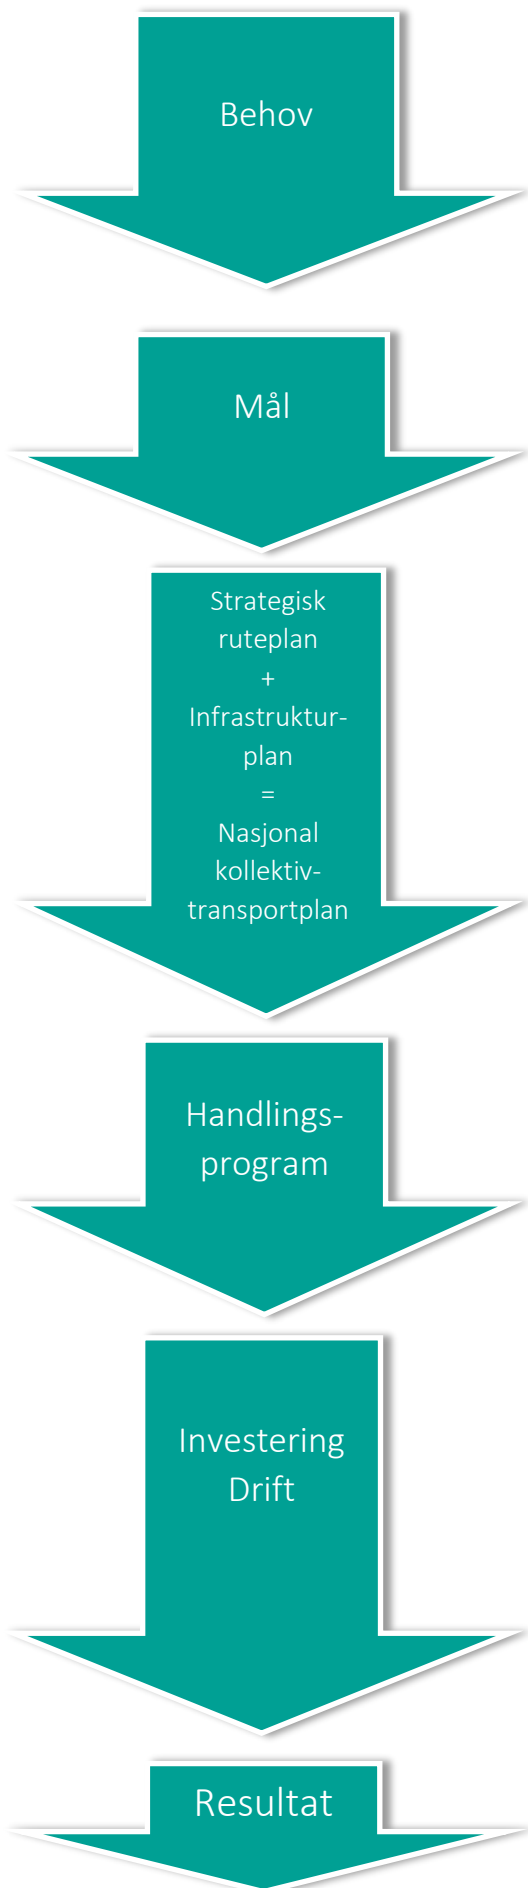 Behov
Mål
Strategisk
ruteplan
+
Infrastruktur-
plan
=
Nasjonal
kollektiv-
transportplan
Handlings-
program
Investering
Drift
Resultat